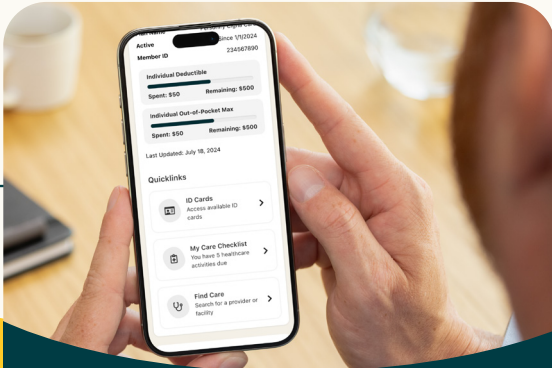 Active
Since 1/1/2024
Member ID
234567890
Individual Deductible
Spent: $50 Remaining: $500
Individual Out-of-Pocket Max
Spent: $50 Remaining: $500
Last Updated: July 18, 2024
Quicklinks
ID Cards
Access available ID
cards
My Care Checklist
You have 5 healthcare
activities due
Find Care
Search for a provider or
facility